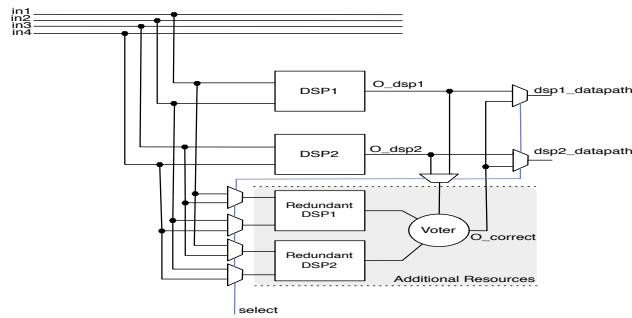 in1
in2
in3
in4
DSP1
O_dsp1
dsp1_datapath
DSP2
O_dsp2
dsp2_datapath
Redundant
DSP1
Voter
O_correct
Redundant
DSP2
Additional Resources
select